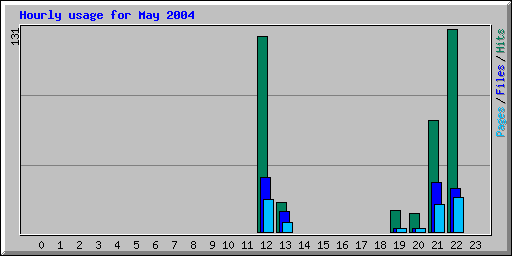 Hourly usage for May 2004
131
Pages/Files/Hits
0 1 2 3 4 5 6 7 8 9 10 11 12 13 14 15 16 17 18 19 20 21 22 23